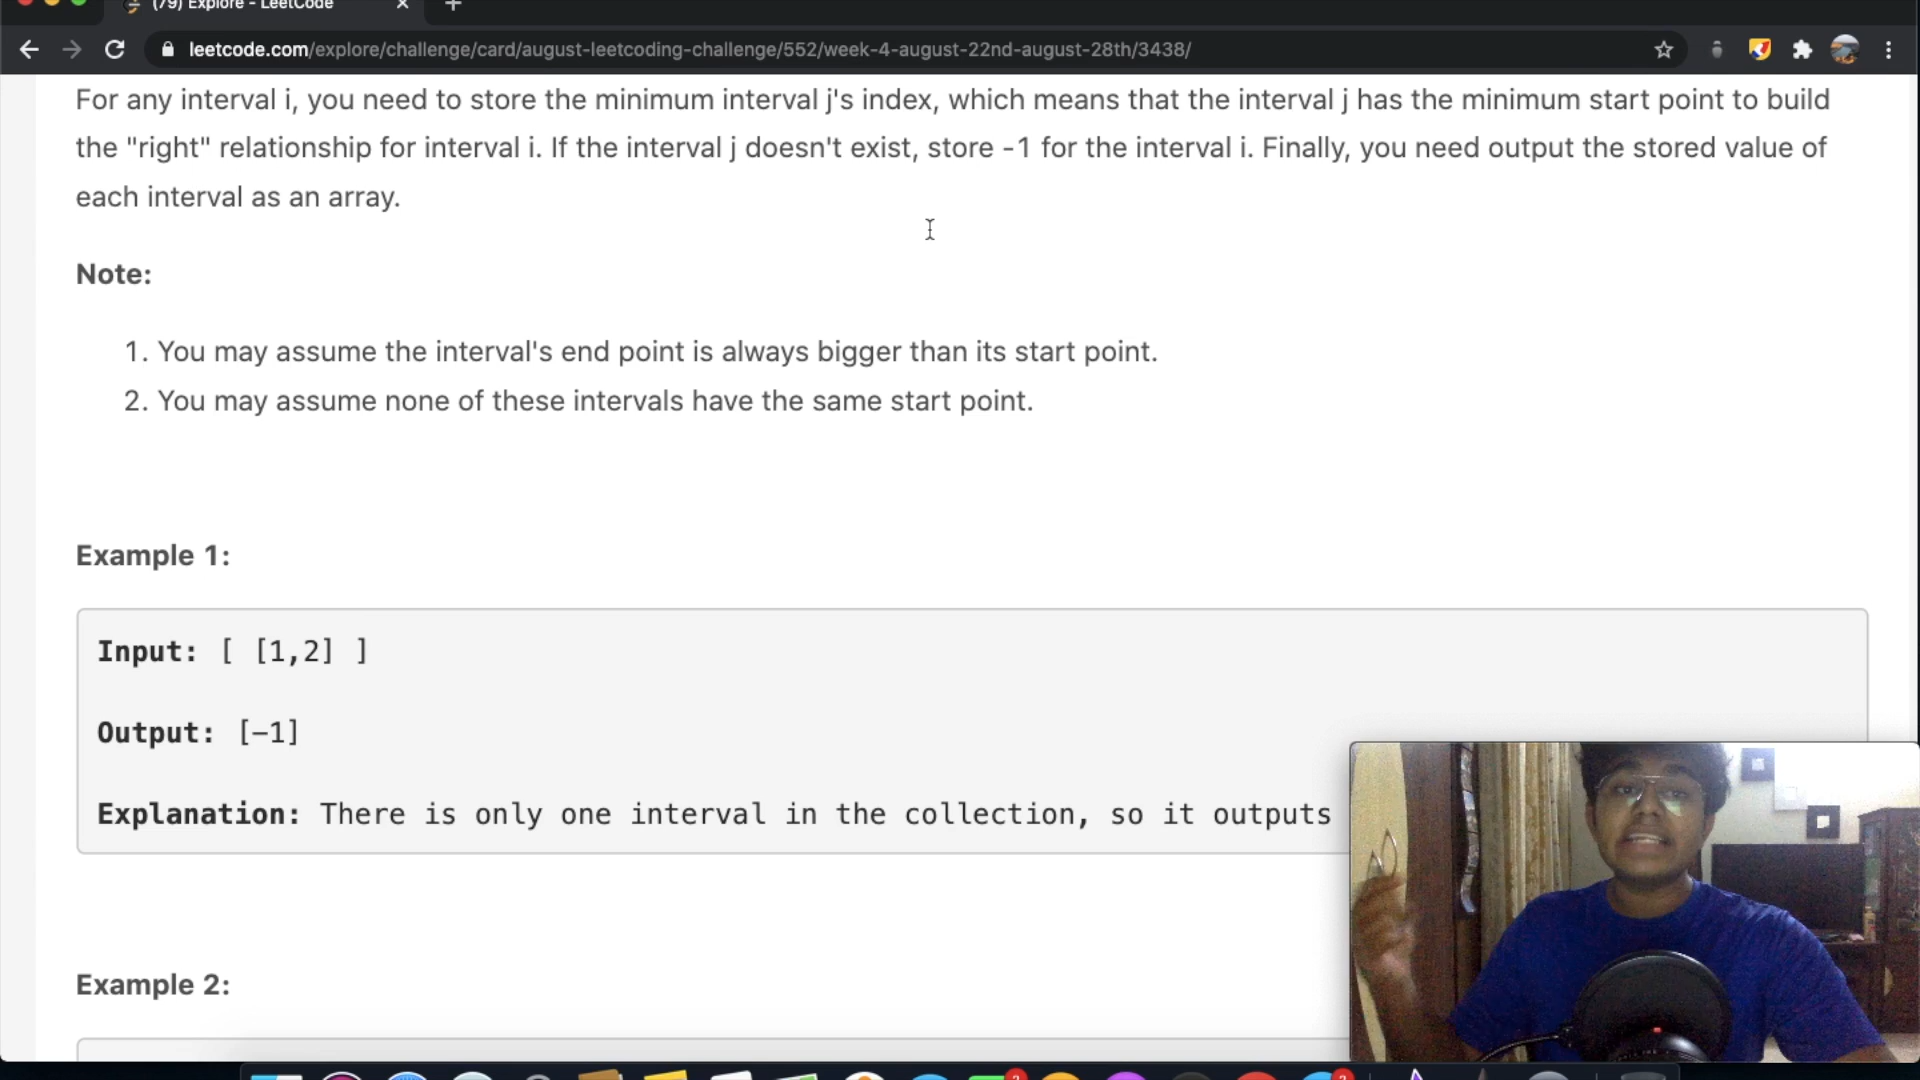 (79) Explore - LeetCode
leetcode.com/explore/challenge/card/august-leetcoding-challenge/552/week-4-august-22nd-august-28th/3438/
For any interval i, you need to store the minimum interval j's index, which means that the interval j has the minimum start point to build
the "right" relationship for interval i. If the interval j doesn't exist, store -1 for the interval i. Finally, you need output the stored value of
each interval as an array.
Note:
1. You may assume the interval's end point is always bigger than its start point.
2. You may assume none of these intervals have the same start point.
Example 1:
Input: [ [1,2] ]
Output: [-1]
Explanation: There is only one interval in the collection, so it outputs
Example 2: